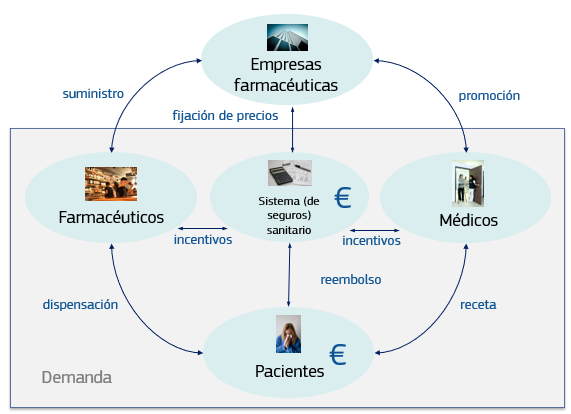 Empresas
farmacéuticas
suministro
promoción
fijación de precios
Farmacéuticos
Sistema (de
seguros)
sanitario
€
Médicos
incentivos
incentivos
reembolso
dispensación
receta
Pacientes
€
Demanda